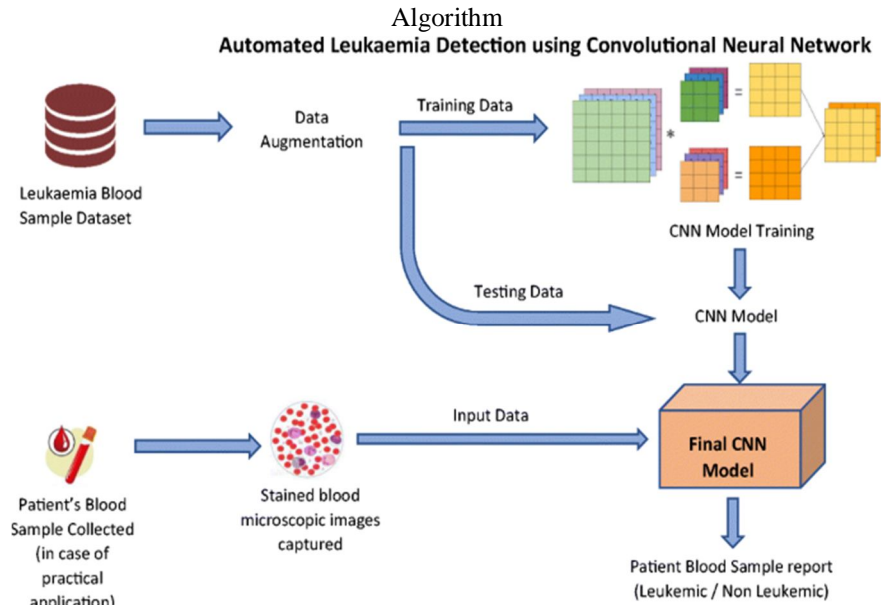 Algorithm
Automated Leukaemia Detection using Convolutional Neural Network
Leukaemia Blood
Sample Dataset
Data
Augmentation
Training Data
*
=
=
CNN Model Training
Testing Data
CNN Model
Patient's Blood
Sample Collected
(in case of
practical
application)
Stained blood
microscopic images
captured
Input Data
Final CNN
Model
Patient Blood Sample report
(Leukemic / Non Leukemic)